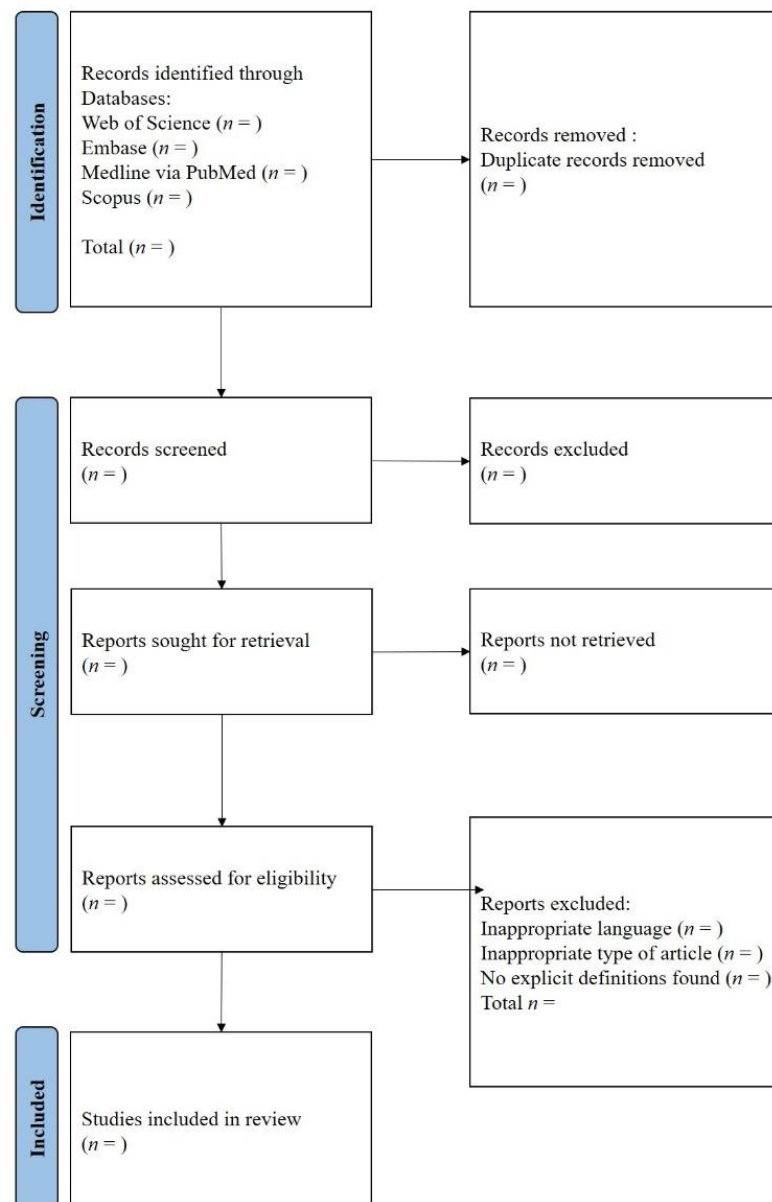 Identification
Records identified through
Databases:
Web of Science (n = )
Embase (n = )
Medline via PubMed (n = )
Scopus (n = )
Total (n = )
Records removed :
Duplicate records removed
(n = )
Screening
Records screened
(n = )
Records excluded
(n = )
Reports sought for retrieval
(n = )
Reports not retrieved
(n = )
Reports assessed for eligibility
(n = )
Reports excluded:
Inappropriate language (n = )
Inappropriate type of article (n = )
No explicit definitions found (n = )
Total n =
Included
Studies included in review
(n = )